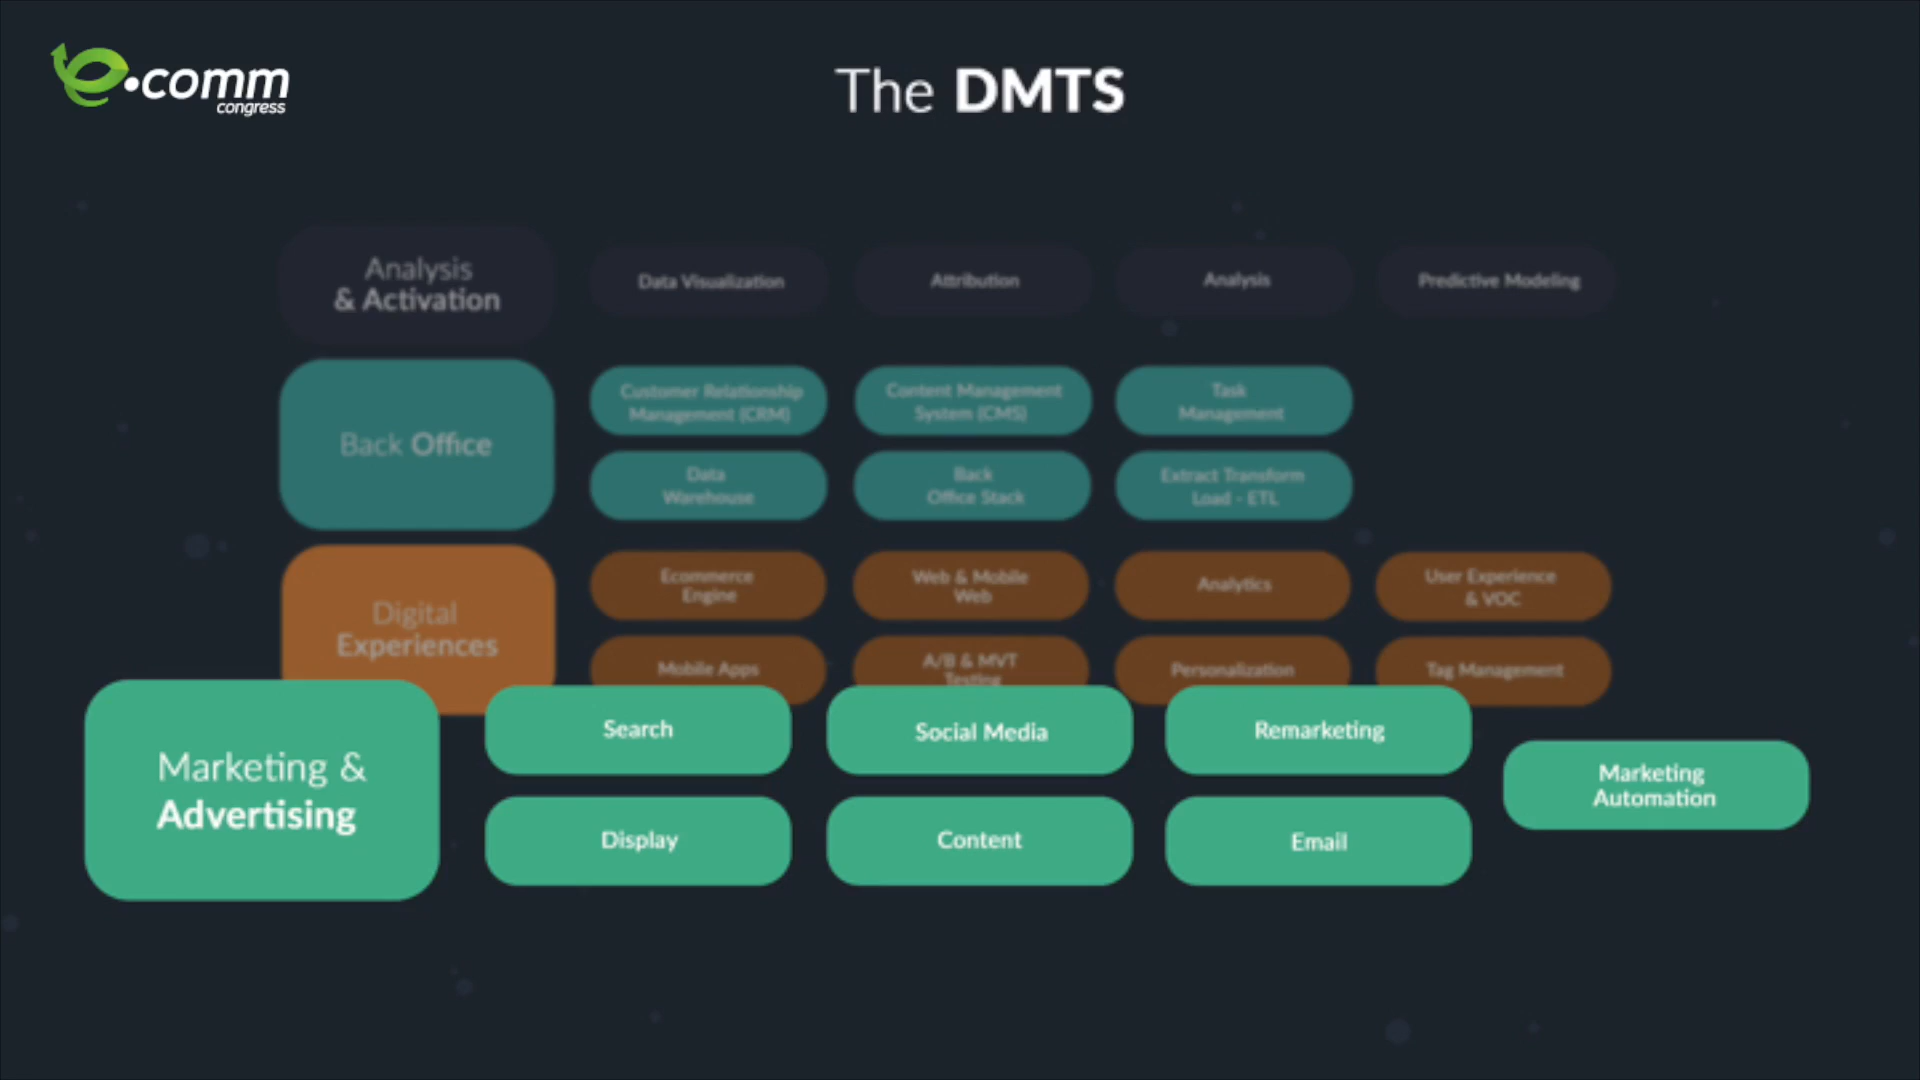 e.comm
congress
The DMTS
Analysis
& Activation
Data Visualization
Attribution
Analysis
Predictive Modeling
Back Office
Customer Relationship
Management (CRM)
Content Management
System (CMS)
Task
Management
Data
Warehouse
Back
Office Stack
Extract Transform
Load - ETL
Digital
Experiences
Ecommerce
Engine
Web & Mobile
Web
Analytics
User Experience
& VOC
Mobile Apps
A/B & MVT
Testing
Personalization
Tag Management
Marketing &
Advertising
Search
Social Media
Remarketing
Marketing
Automation
Display
Content
Email